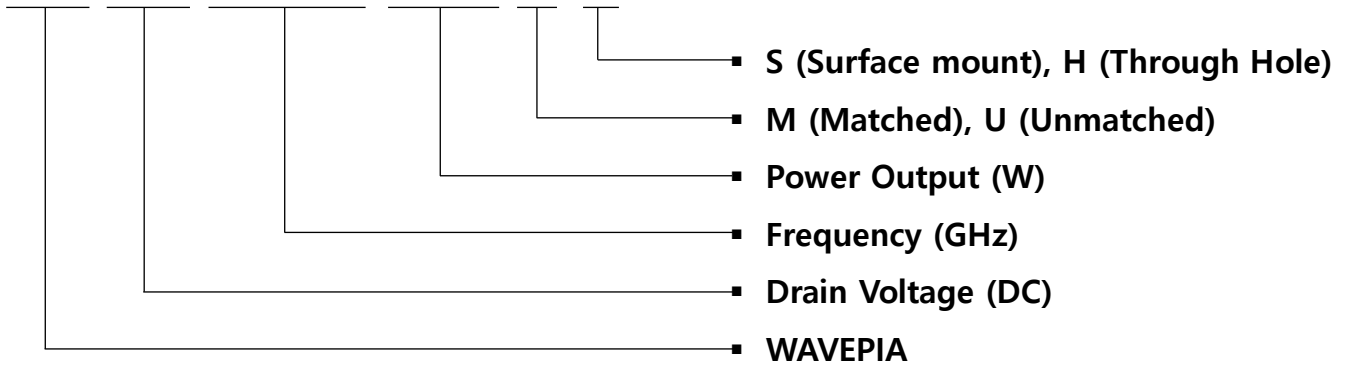 S (Surface mount), H (Through Hole)
M (Matched), U (Unmatched)
Power Output (W)
Frequency (GHz)
Drain Voltage (DC)
WAVEPIA